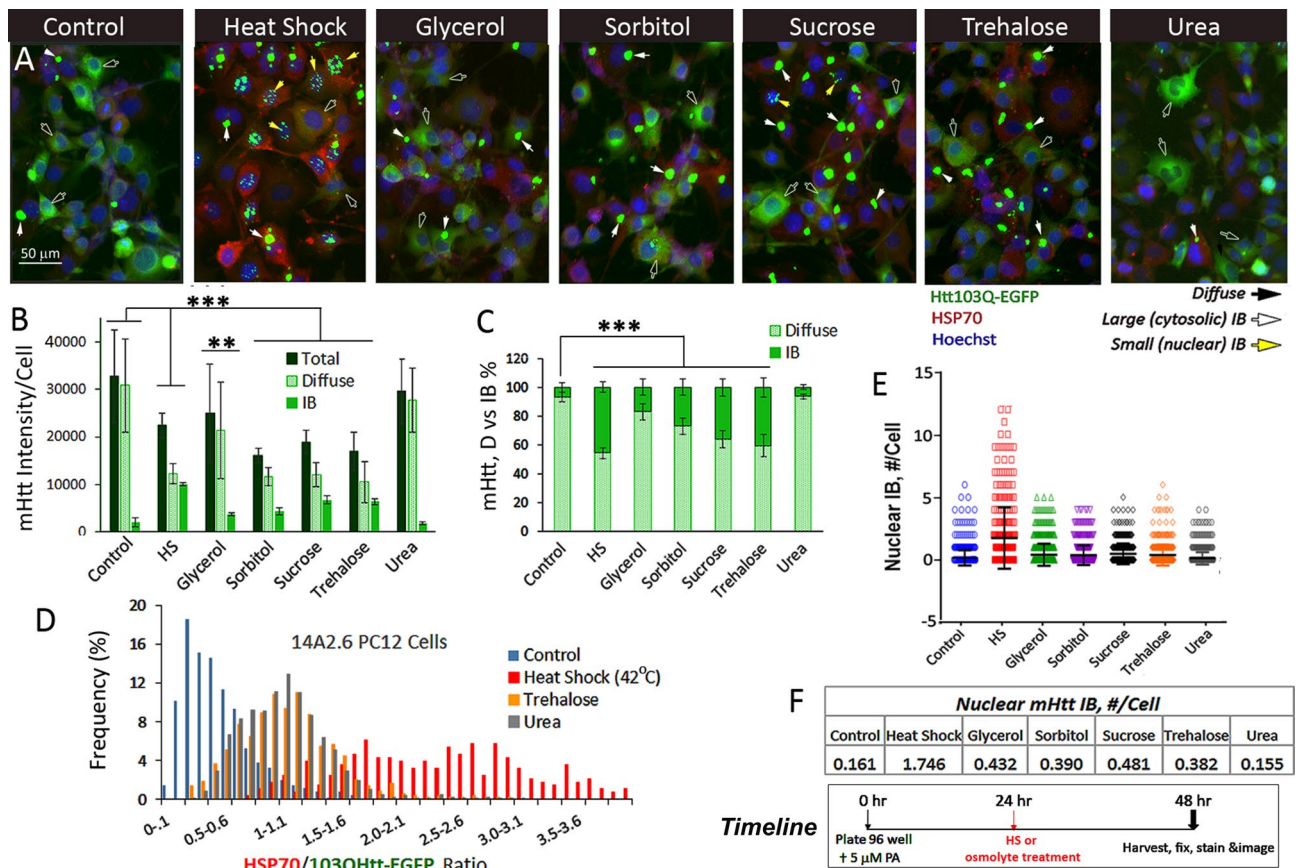 Control Heat Shock Glycerol Sorbitol Sucrose Trehalose Urea
A
50 µm
Htt103Q-EGFP
HSP70
Hoechst
Diffuse
Large (cytosolic) IB
Small (nuclear) IB
B
***
**
Total
Diffuse
IB
mHtt Intensity/Cell
40000
30000
20000
10000
0
Control HS Glycerol Sorbitol Sucrose Trehalose Urea
C
***
Diffuse
IB
mHtt, D vs IB %
120
100
80
60
40
20
0
Control HS Glycerol Sorbitol Sucrose Trehalose Urea
E
Nuclear IB, #/Cell
15
10
5
0
-5
Control HS Glycerol Sorbitol Sucrose Trehalose Urea
D
14A2.6 PC12 Cells
Control
Heat Shock (42⁰C)
Trehalose
Urea
Frequency (%)
20
16
12
8
4
0
0-.1 0.5-0.6 1-1.1 1.5-1.6 2.0-2.1 2.5-2.6 3.0-3.1 3.5-3.6
HSP70/103QHtt-EGFP Ratio
F
Nuclear mHtt IB, #/Cell
Control Heat Shock Glycerol Sorbitol Sucrose Trehalose Urea
0.161 1.746 0.432 0.390 0.481 0.382 0.155
Timeline
0 hr 24 hr 48 hr
Plate 96 well HS or Harvest, fix, stain &image
† 5 µM PA osmolyte treatment